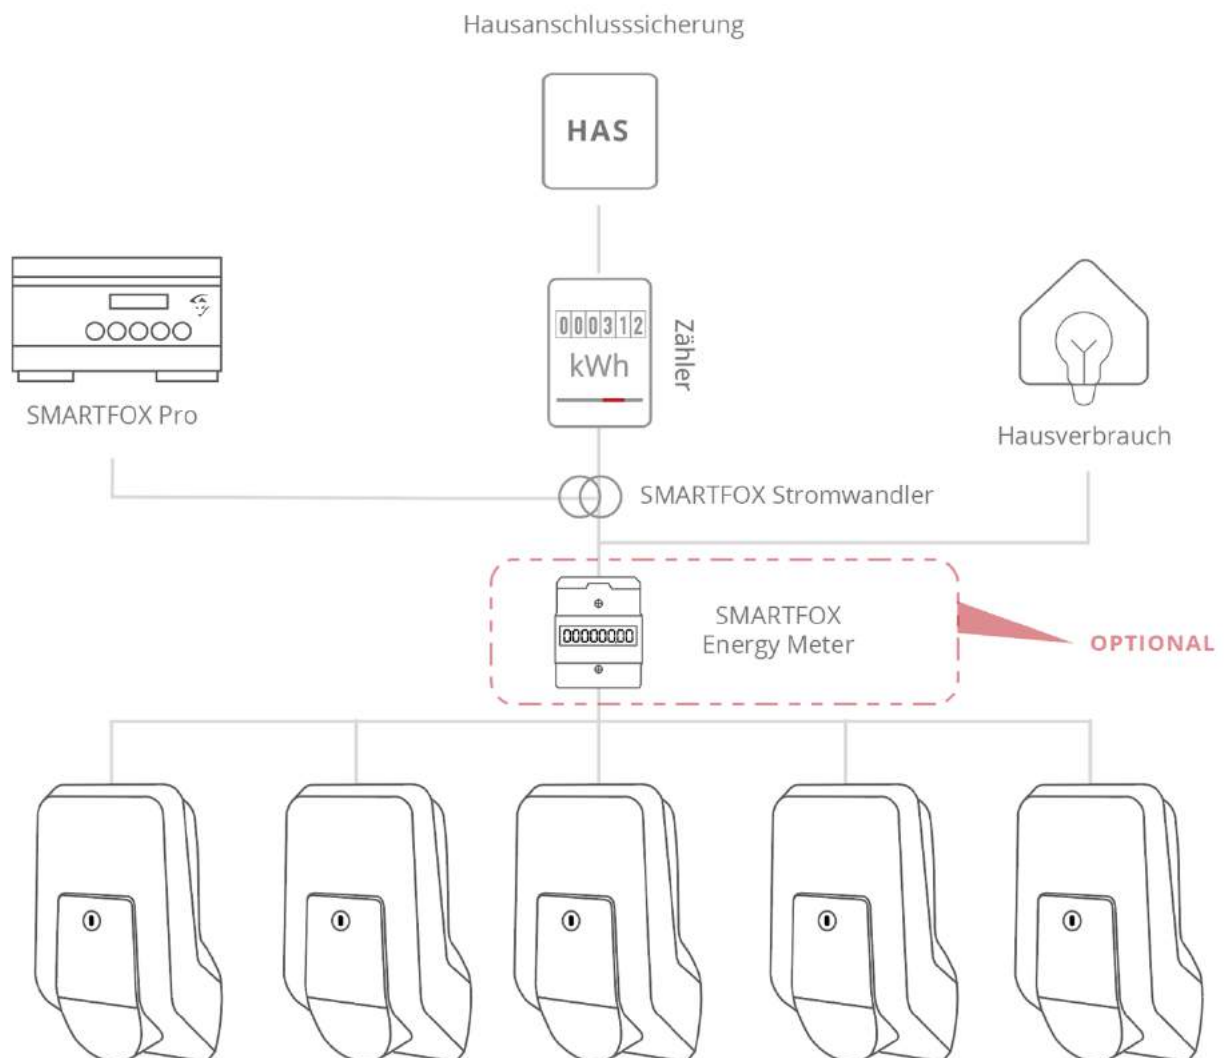 Hausanschlusssicherung
HAS
000312
kWh
Zähler
SMARTFOX Pro
Hausverbrauch
SMARTFOX Stromwandler
SMARTFOX
Energy Meter
00000000
OPTIONAL